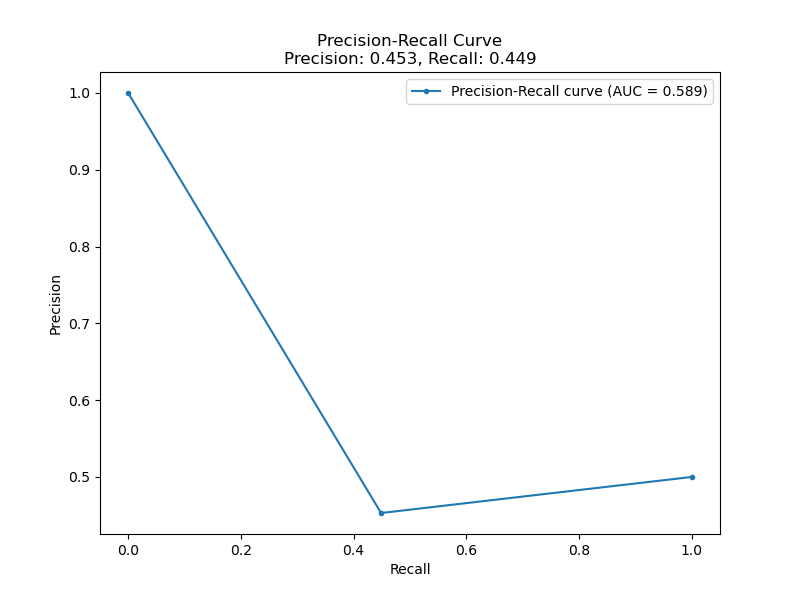 Precision-Recall Curve
Precision: 0.453, Recall: 0.449
Precision-Recall curve (AUC = 0.589)
1.0
0.9
0.8
0.7
0.6
0.5
Precision
0.0 0.2 0.4 0.6 0.8 1.0
Recall